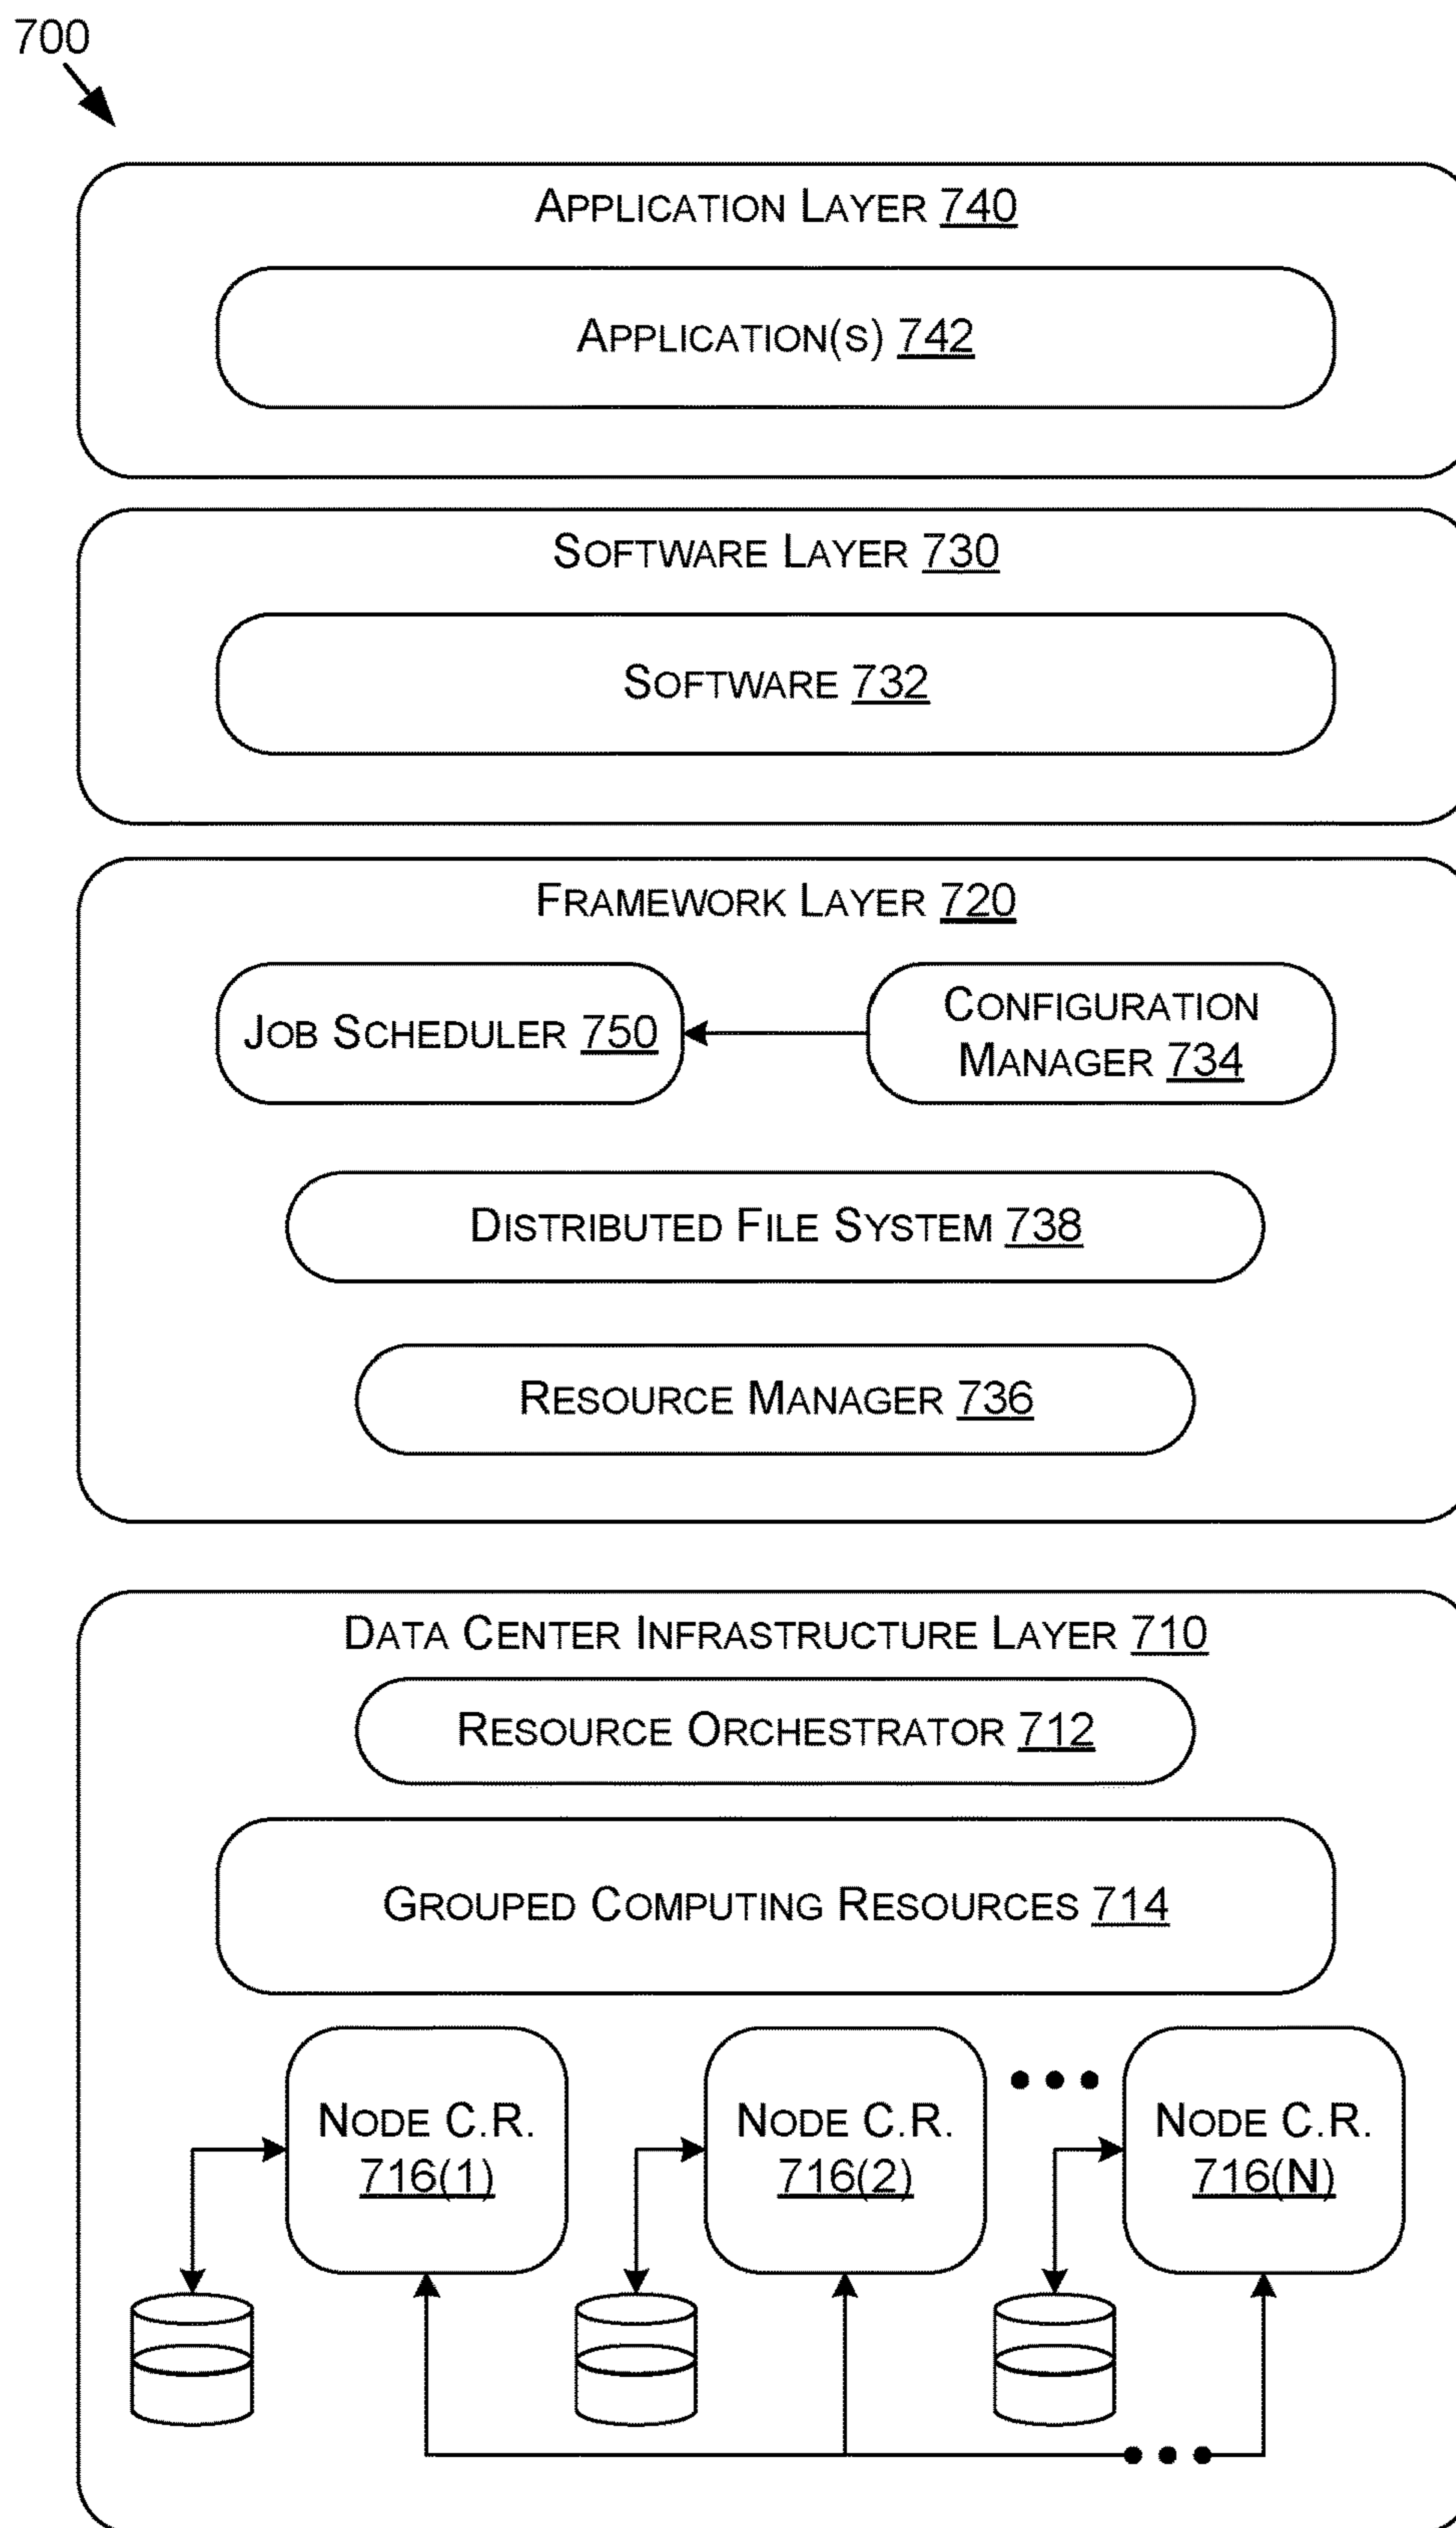 700
APPLICATION LAYER 740
APPLICATION(S) 742
SOFTWARE LAYER 730
SOFTWARE 732
FRAMEWORK LAYER 720
JOB SCHEDULER 750
CONFIGURATION
MANAGER 734
DISTRIBUTED FILE SYSTEM 738
RESOURCE MANAGER 736
DATA CENTER INFRASTRUCTURE LAYER 710
RESOURCE ORCHESTRATOR 712
GROUPED COMPUTING RESOURCES 714
NODE C.R.
716(1)
NODE C.R.
716(2)
NODE C.R.
716(N)